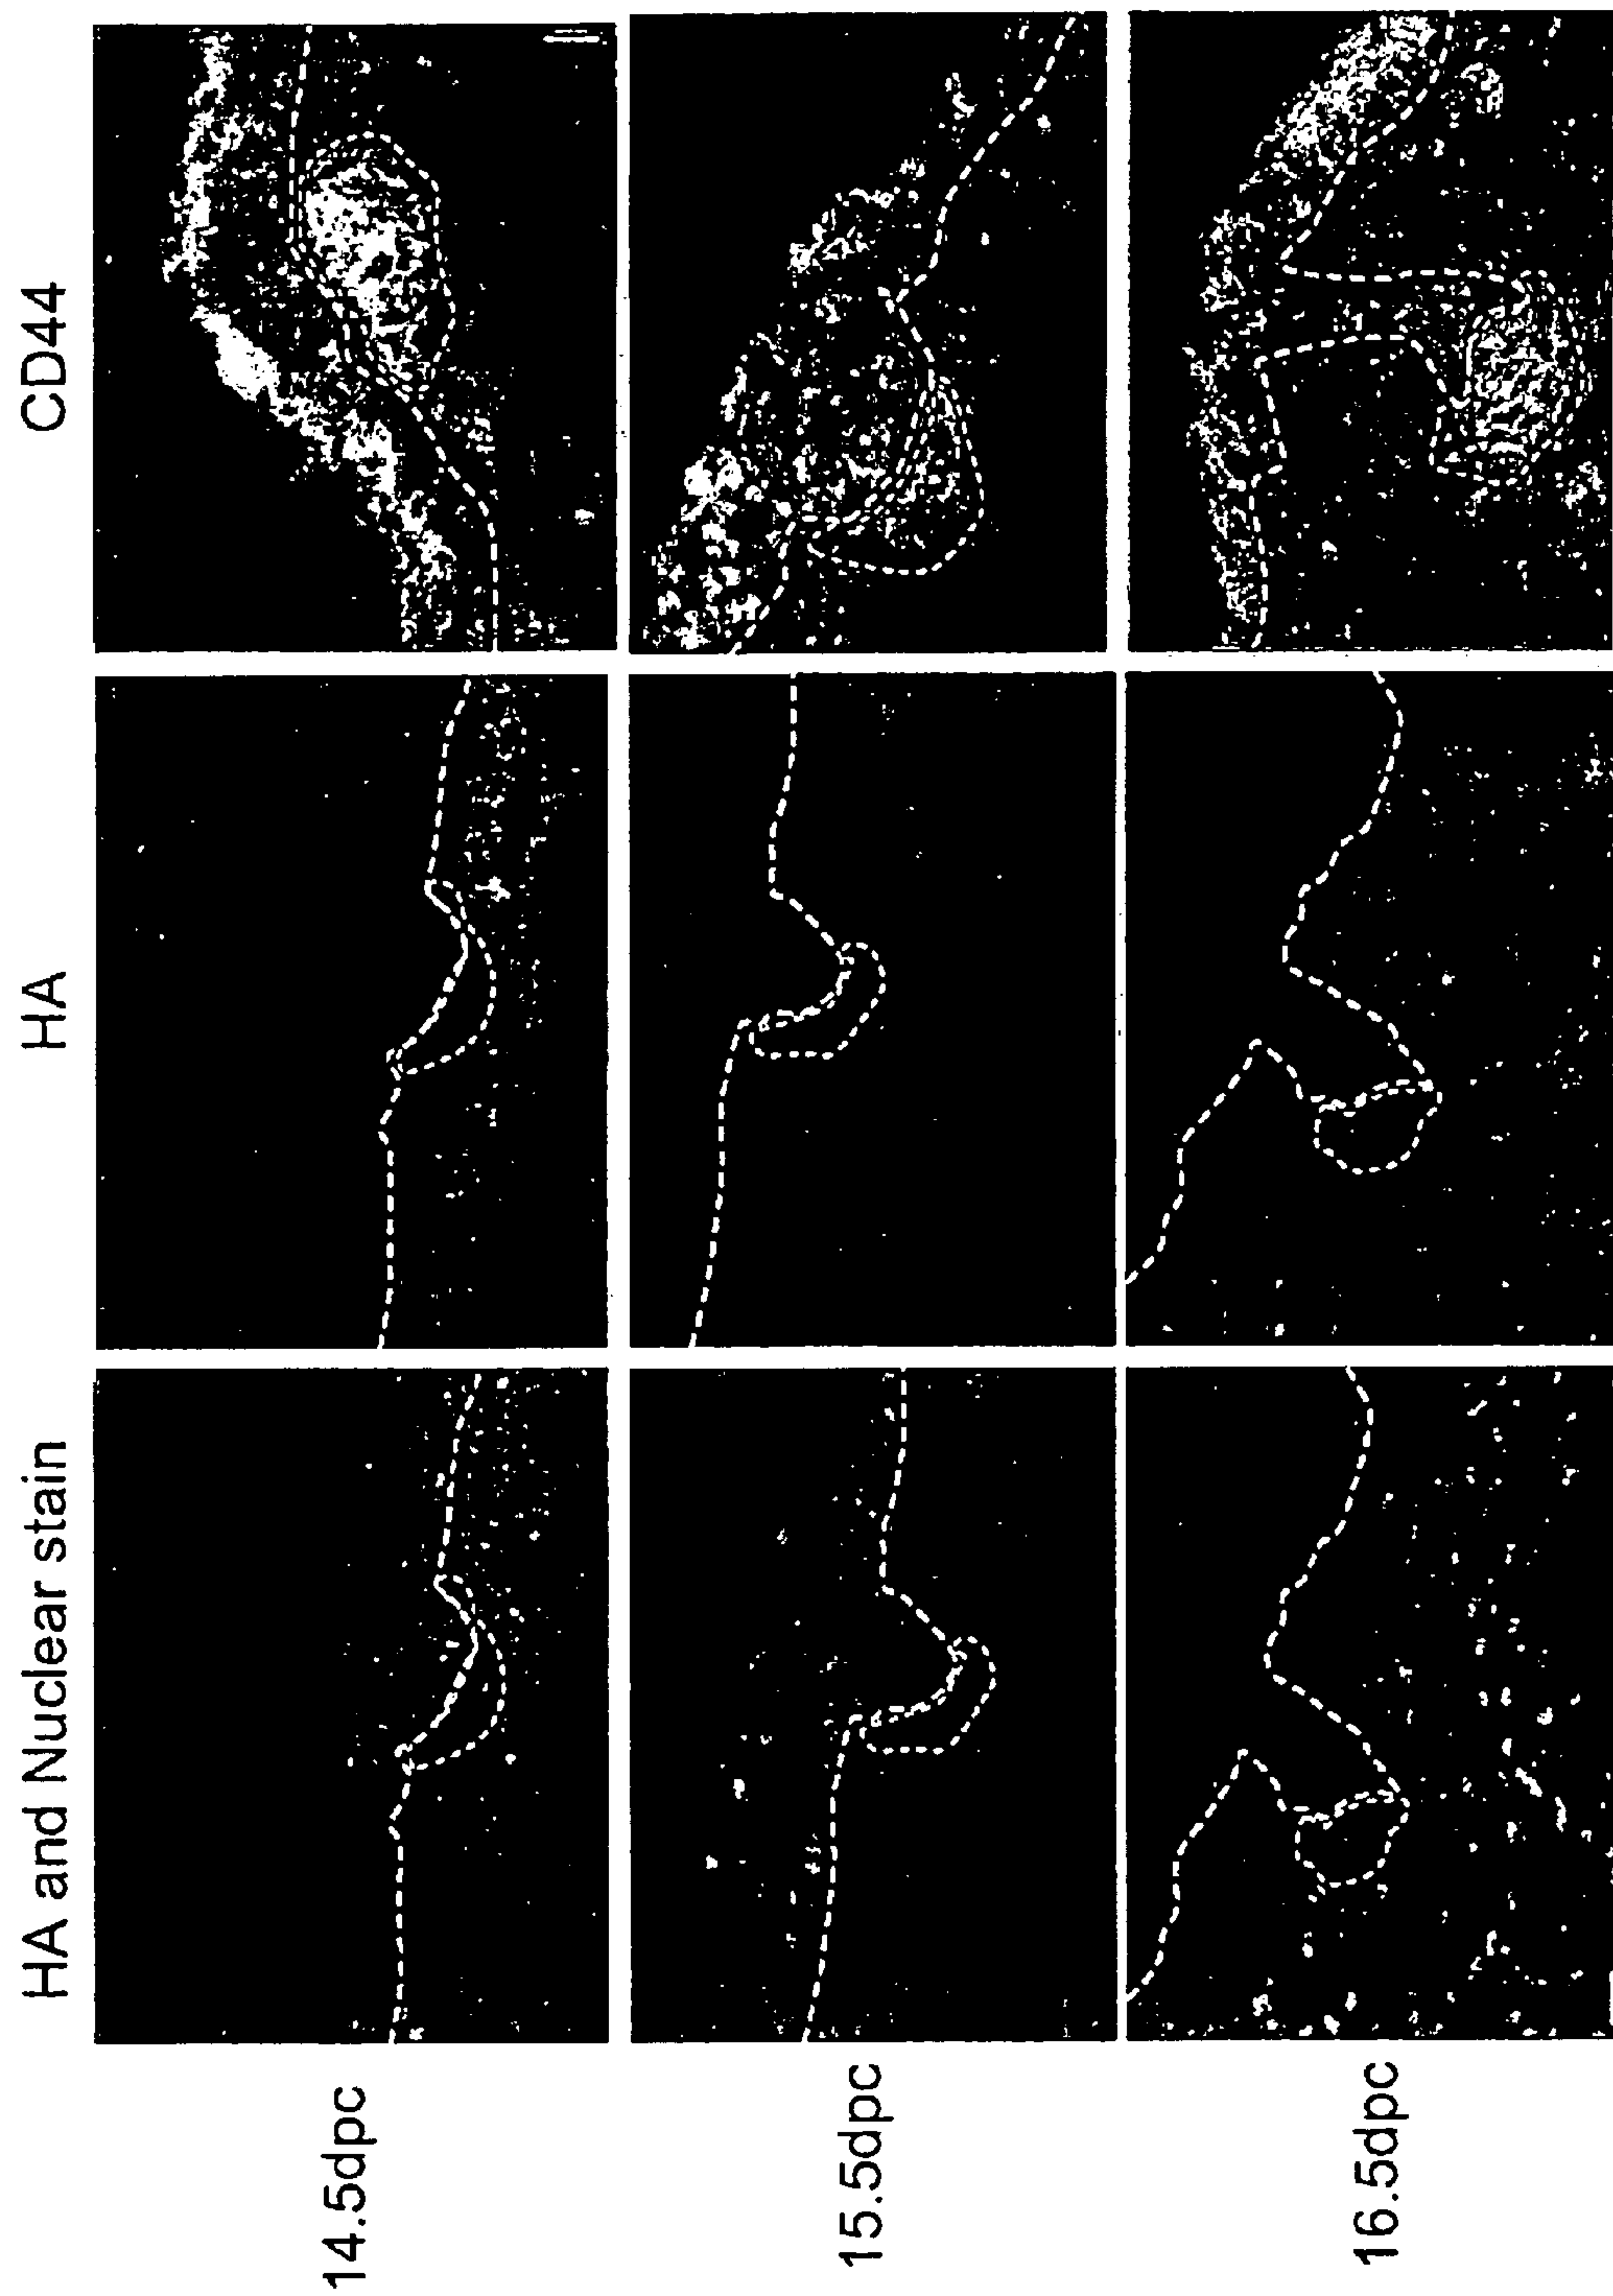 HA and Nuclear stain
HA
CD44
14.5dpc
15.5dpc
16.5dpc